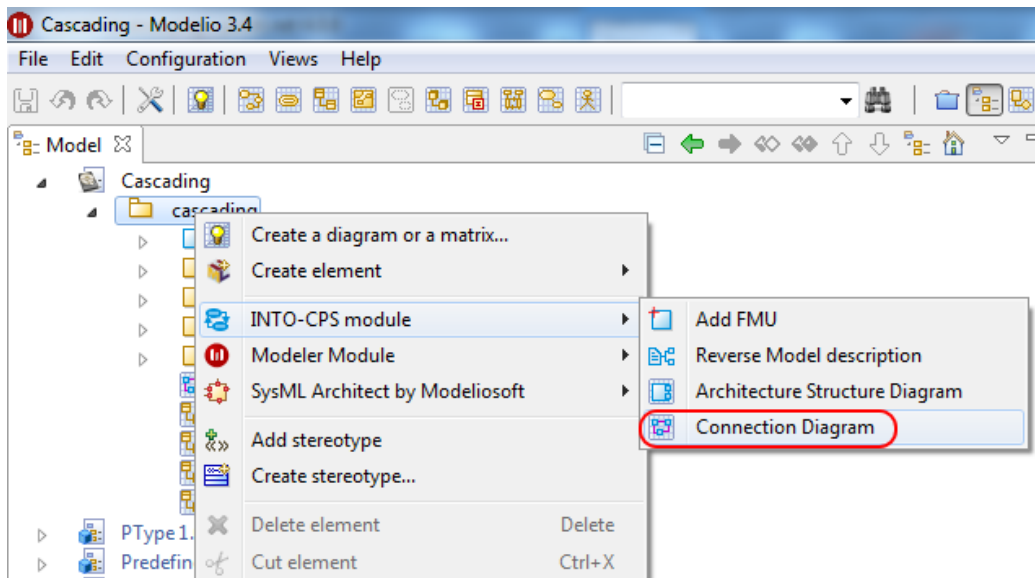 Cascading - Modelio 3.4
File Edit Configuration Views Help
Model
Cascading
cascading
Create a diagram or a matrix...
Create element
INTO-CPS module
Add FMU
Modeler Module
Reverse Model description
SysML Architect by Modeliosoft
Architecture Structure Diagram
Connection Diagram
Add stereotype
Create stereotype...
PType 1.
Delete element Delete
Predefin
Cut element Ctrl+X